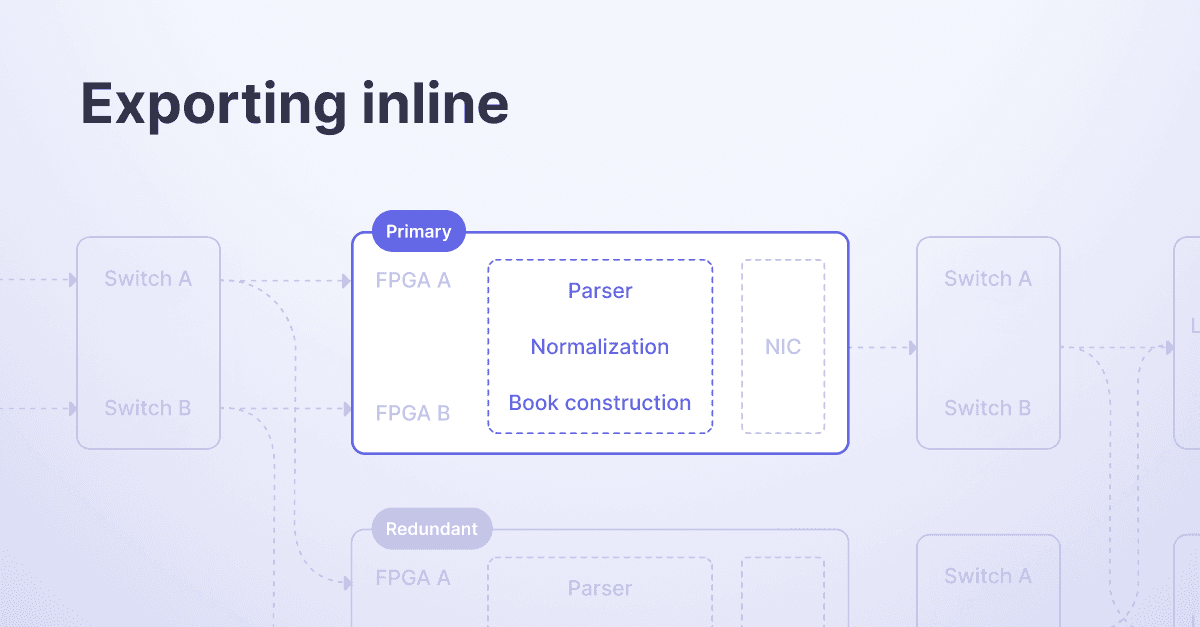 Exporting inline
Switch A
Switch B
Primary
FPGA A
FPGA B
Parser
Normalization
Book construction
NIC
Switch A
Switch B
Redundant
FPGA A
Parser
Switch A